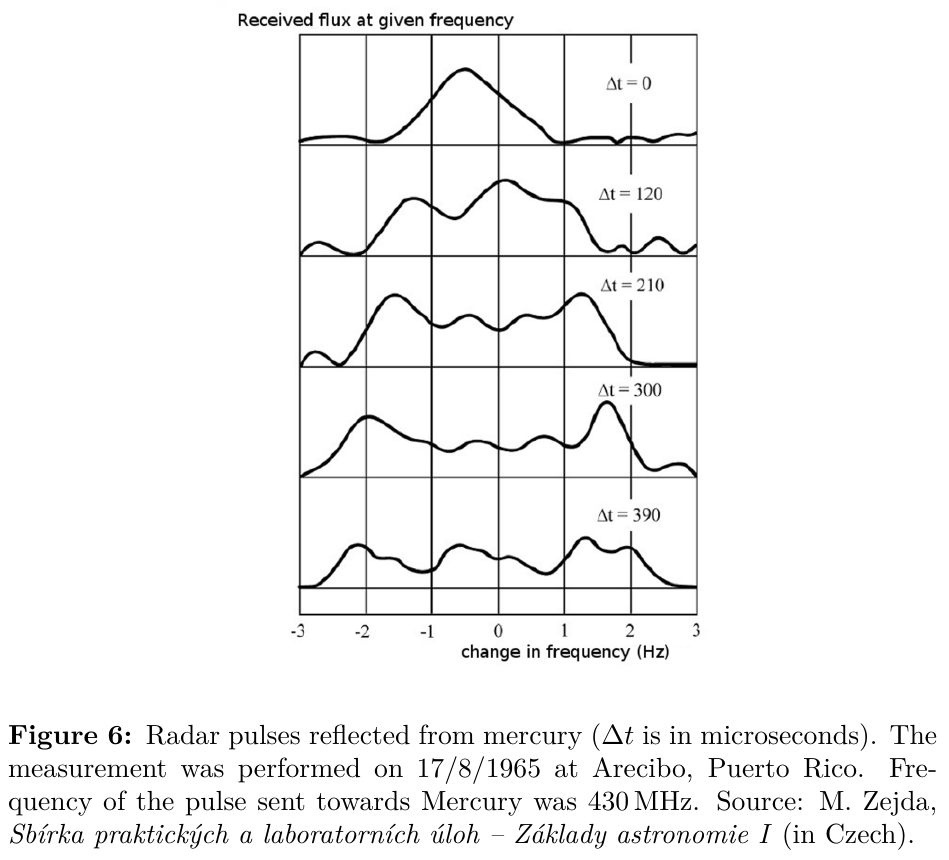 Received flux at given frequency
Δt = 0
Δt = 120
Δt = 210
Δt = 300
Δt = 390
-3 -2 -1 0 1 2 3
change in frequency (Hz)
Figure 6: Radar pulses reflected from mercury (Δt is in microseconds). The
measurement was performed on 17/8/1965 at Arecibo, Puerto Rico. Fre-
quency of the pulse sent towards Mercury was 430 MHz. Source: M. Zejda,
Sbírka praktických a laboratorních úloh – Základy astronomie I (in Czech).